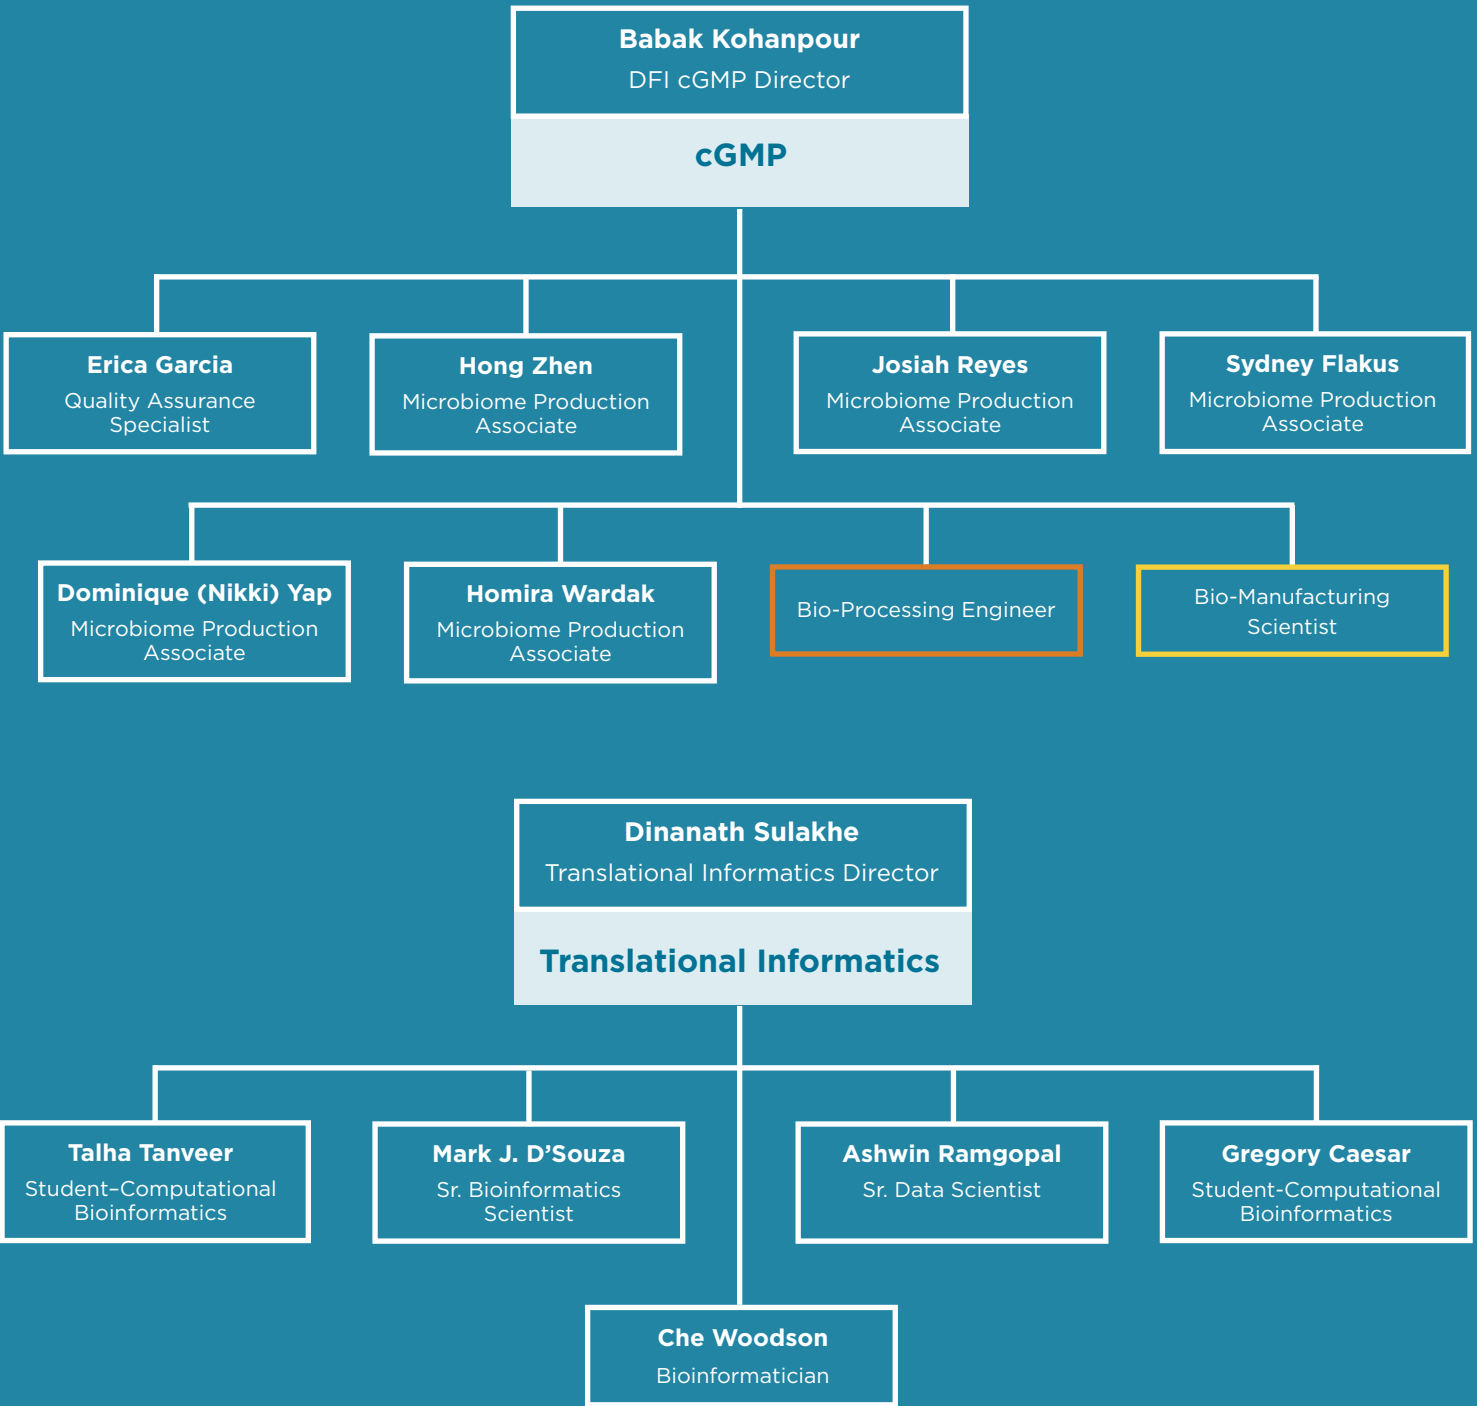 Babak Kohanpour
DFI cGMP Director
cGMP
Erica Garcia
Quality Assurance
Specialist
Hong Zhen
Microbiome Production
Associate
Josiah Reyes
Microbiome Production
Associate
Sydney Flakus
Microbiome Production
Associate
Dominique (Nikki) Yap
Microbiome Production
Associate
Homira Wardak
Microbiome Production
Associate
Bio-Processing Engineer
Bio-Manufacturing
Scientist
Dinanath Sulakhe
Translational Informatics Director
Translational Informatics
Talha Tanveer
Student–Computational
Bioinformatics
Mark J. D’Souza
Sr. Bioinformatics
Scientist
Ashwin Ramgopal
Sr. Data Scientist
Gregory Caesar
Student-Computational
Bioinformatics
Che Woodson
Bioinformatician